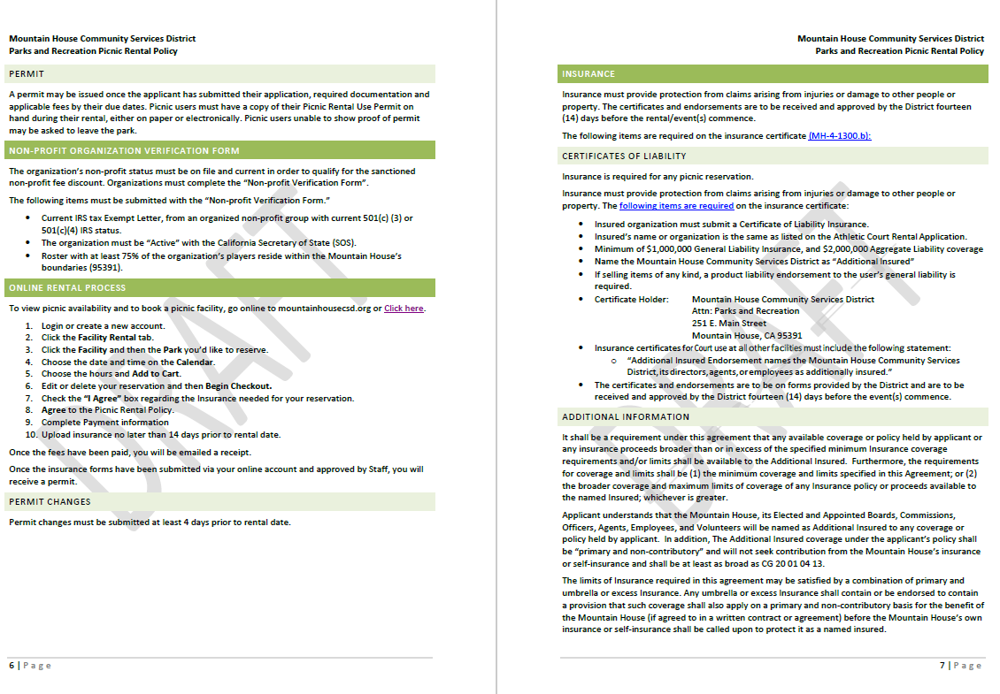 Mountain House Community Services District
Parks and Recreation Picnic Rental Policy
PERMIT
A permit may be issued once the applicant has submitted their application, required documentation and
applicable fees by their due dates. Picnic users must have a copy of their Picnic Rental Use Permit on
hand during their rental, either on paper or electronically. Picnic users unable to show proof of permit
may be asked to leave the park.
NON-PROFIT ORGANIZATION VERIFICATION FORM
The organization's non-profit status must be on file and current in order to qualify for the sanctioned
non-profit fee discount. Organizations must complete the “Non-profit Verification Form”.
The following items must be submitted with the “Non-profit Verification Form.”
• Current IRS tax Exempt Letter, from an organized non-profit group with current 501(c) (3) or
501(c)(4) IRS status.
• The organization must be “Active” with the California Secretary of State (SOS).
• Roster with at least 75% of the organization's players reside within the Mountain House's
boundaries (95391).
ONLINE RENTAL PROCESS
To view picnic availability and to book a picnic facility, go online to mountainhousecsd.org or Click here.
1. Login or create a new account.
2. Click the Facility Rental tab.
3. Click the Facility and then the Park you'd like to reserve.
4. Choose the date and time on the Calendar.
5. Choose the hours and Add to Cart.
6. Edit or delete your reservation and then Begin Checkout.
7. Check the “I Agree” box regarding the Insurance needed for your reservation.
8. Agree to the Picnic Rental Policy.
9. Complete Payment information
10. Upload insurance no later than 14 days prior to rental date.
Once the fees have been paid, you will be emailed a receipt.
Once the insurance forms have been submitted via your online account and approved by Staff, you will
receive a permit.
PERMIT CHANGES
Permit changes must be submitted at least 4 days prior to rental date.
6 | Page
DRAFT
Mountain House Community Services District
Parks and Recreation Picnic Rental Policy
INSURANCE
Insurance must provide protection from claims arising from injuries or damage to other people or
property. The certificates and endorsements are to be received and approved by the District fourteen
(14) days before the rental/event(s) commence.
The following items are required on the insurance certificate (MH-4-1300.b):
CERTIFICATES OF LIABILITY
Insurance is required for any picnic reservation.
Insurance must provide protection from claims arising from injuries or damage to other people or
property. The following items are required on the insurance certificate:
• Insured organization must submit a Certificate of Liability Insurance.
• Insured's name or organization is the same as listed on the Athletic Court Rental Application.
• Minimum of $1,000,000 General Liability Insurance, and $2,000,000 Aggregate Liability coverage
• Name the Mountain House Community Services District as “Additional Insured”
• If selling items of any kind, a product liability endorsement to the user's general liability is
required.
• Certificate Holder: Mountain House Community Services District
Attn: Parks and Recreation
251 E. Main Street
Mountain House, CA 95391
• Insurance certificates for Court use at all other facilities must include the following statement:
o “Additional Insured Endorsement names the Mountain House Community Services
District, its directors, agents, or employees as additionally insured.”
• The certificates and endorsements are to be on forms provided by the District and are to be
received and approved by the District fourteen (14) days before the event(s) commence.
ADDITIONAL INFORMATION
It shall be a requirement under this agreement that any available coverage or policy held by applicant or
any insurance proceeds broader than or in excess of the specified minimum Insurance coverage
requirements and/or limits shall be available to the Additional Insured. Furthermore, the requirements
for coverage and limits shall be (1) the minimum coverage and limits specified in this Agreement; or (2)
the broader coverage and maximum limits of coverage of any Insurance policy or proceeds available to
the named Insured; whichever is greater.
Applicant understands that the Mountain House, its Elected and Appointed Boards, Commissions,
Officers, Agents, Employees, and Volunteers will be named as Additional Insured to any coverage or
policy held by applicant. In addition, The Additional Insured coverage under the applicant's policy shall
be “primary and non-contributory” and will not seek contribution from the Mountain House's insurance
or self-insurance and shall be at least as broad as CG 20 01 04 13.
The limits of Insurance required in this agreement may be satisfied by a combination of primary and
umbrella or excess Insurance. Any umbrella or excess Insurance shall contain or be endorsed to contain
a provision that such coverage shall also apply on a primary and non-contributory basis for the benefit of
the Mountain House (if agreed to in a written contract or agreement) before the Mountain House's own
insurance or self-insurance shall be called upon to protect it as a named insured.
7 | Page
DRAFT